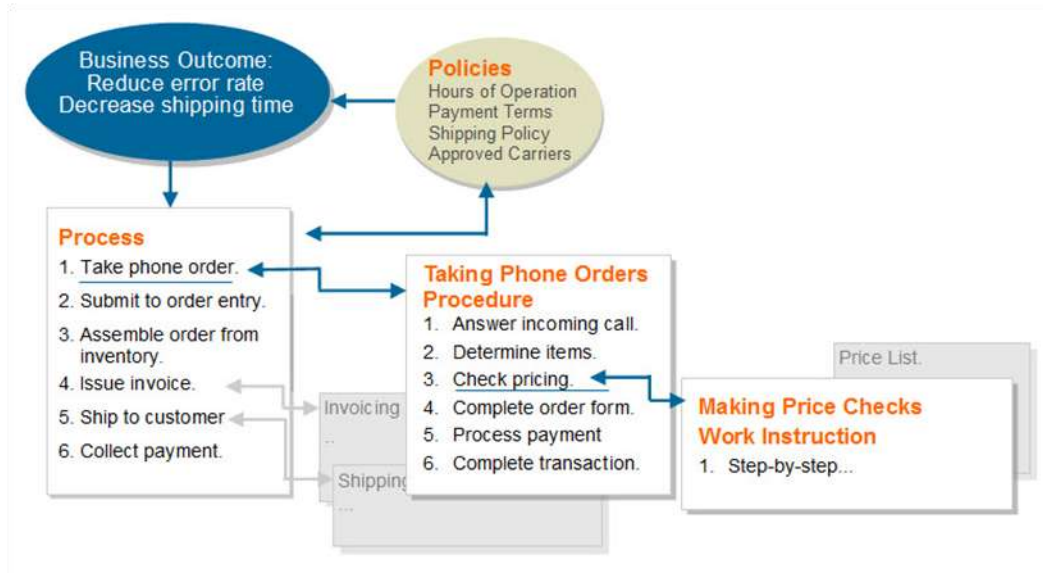 Business Outcome:
Reduce error rate
Decrease shipping time
Policies
Hours of Operation
Payment Terms
Shipping Policy
Approved Carriers
Process
1. Take phone order.
2. Submit to order entry.
3. Assemble order from
inventory.
4. Issue invoice.
5. Ship to customer
6. Collect payment.
Invoicing
..
Shipping
...
Taking Phone Orders
Procedure
1. Answer incoming call.
2. Determine items.
3. Check pricing.
4. Complete order form.
5. Process payment
6. Complete transaction.
Price List.
Making Price Checks
Work Instruction
1. Step-by-step...